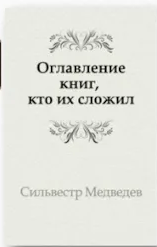 Оглавление
книг,
кто их сложил
Сильвестр Медведев